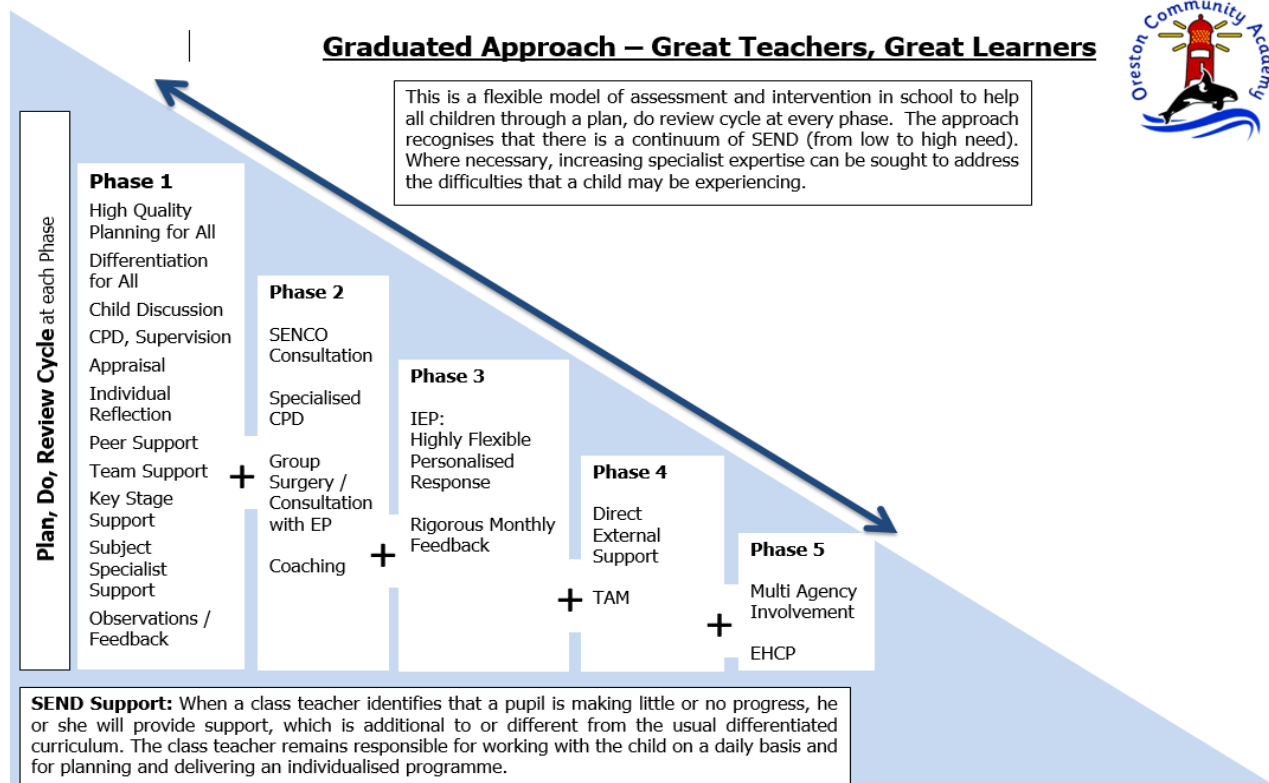 Graduated Approach – Great Teachers, Great Learners
Oreston Community Academy
This is a flexible model of assessment and intervention in school to help
all children through a plan, do review cycle at every phase. The approach
recognises that there is a continuum of SEND (from low to high need).
Where necessary, increasing specialist expertise can be sought to address
the difficulties that a child may be experiencing.
Plan, Do, Review Cycle at each Phase
Phase 1
High Quality
Planning for All
Differentiation
for All
Child Discussion
CPD, Supervision
Appraisal
Individual
Reflection
Peer Support
Team Support
Key Stage
Support
Subject
Specialist
Support
Observations /
Feedback
+
Phase 2
SENCO
Consultation
Specialised
CPD
Group
Surgery /
Consultation
with EP
Coaching
+
Phase 3
IEP:
Highly Flexible
Personalised
Response
Rigorous Monthly
Feedback
+
Phase 4
Direct
External
Support
TAM
+
Phase 5
Multi Agency
Involvement
EHCP
SEND Support: When a class teacher identifies that a pupil is making little or no progress, he
or she will provide support, which is additional to or different from the usual differentiated
curriculum. The class teacher remains responsible for working with the child on a daily basis and
for planning and delivering an individualised programme.